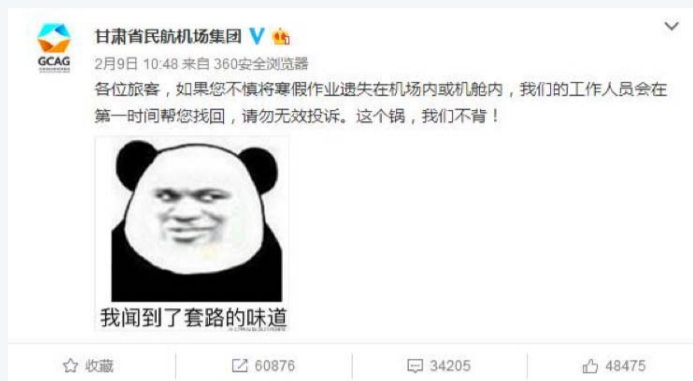 甘肃省民航机场集团
2月9日 10:48 来自 360安全浏览器
GCAG
各位旅客，如果您不慎将寒假作业遗失在机场内或机舱内，我们的工作人员会在
第一时间帮您找回，请勿无效投诉。这个锅，我们不背！
我闻到了套路的味道
收藏 60876 34205 48475